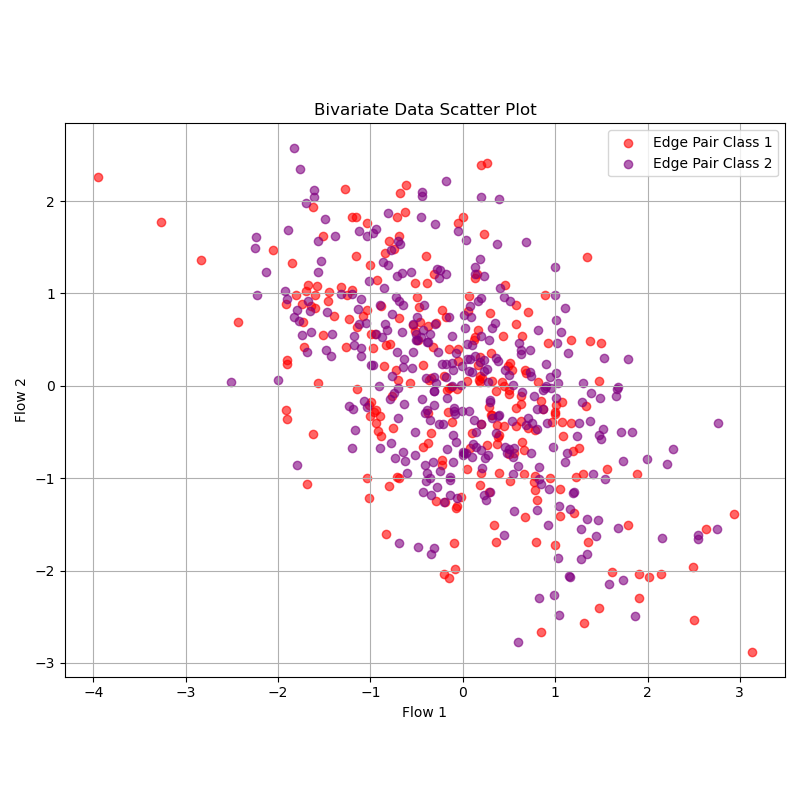 Bivariate Data Scatter Plot
Edge Pair Class 1
Edge Pair Class 2
2
1
0
−1
−2
−3
Flow 2
−4 −3 −2 −1 0 1 2 3
Flow 1